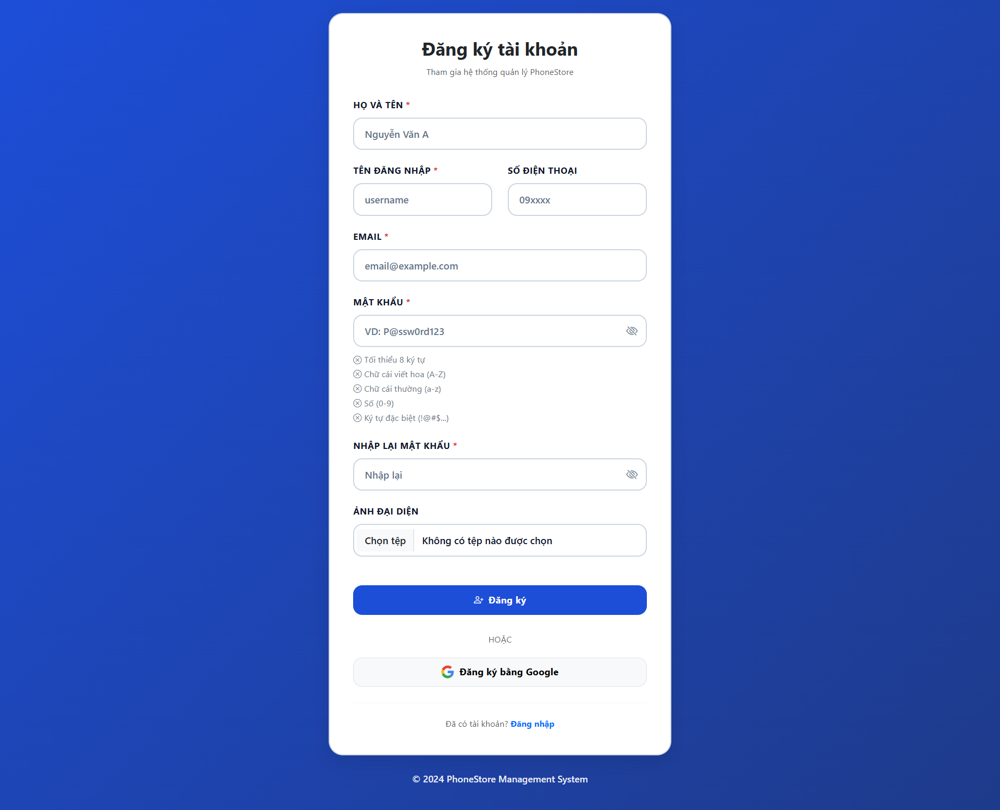 Đăng ký tài khoản
Tham gia hệ thống quản lý PhoneStore
HỌ VÀ TÊN *
Nguyễn Văn A
TÊN ĐĂNG NHẬP *
SỐ ĐIỆN THOẠI
username
09xxxx
EMAIL *
email@example.com
MẬT KHẨU *
VD: P@ssw0rd123
Tối thiểu 8 ký tự
Chữ cái viết hoa (A-Z)
Chữ cái thường (a-z)
Số (0-9)
Ký tự đặc biệt (!@#$...)
NHẬP LẠI MẬT KHẨU *
Nhập lại
ẢNH ĐẠI DIỆN
Chọn tệp Không có tệp nào được chọn
Đăng ký
HOẶC
Đăng ký bằng Google
Đã có tài khoản? Đăng nhập
© 2024 PhoneStore Management System